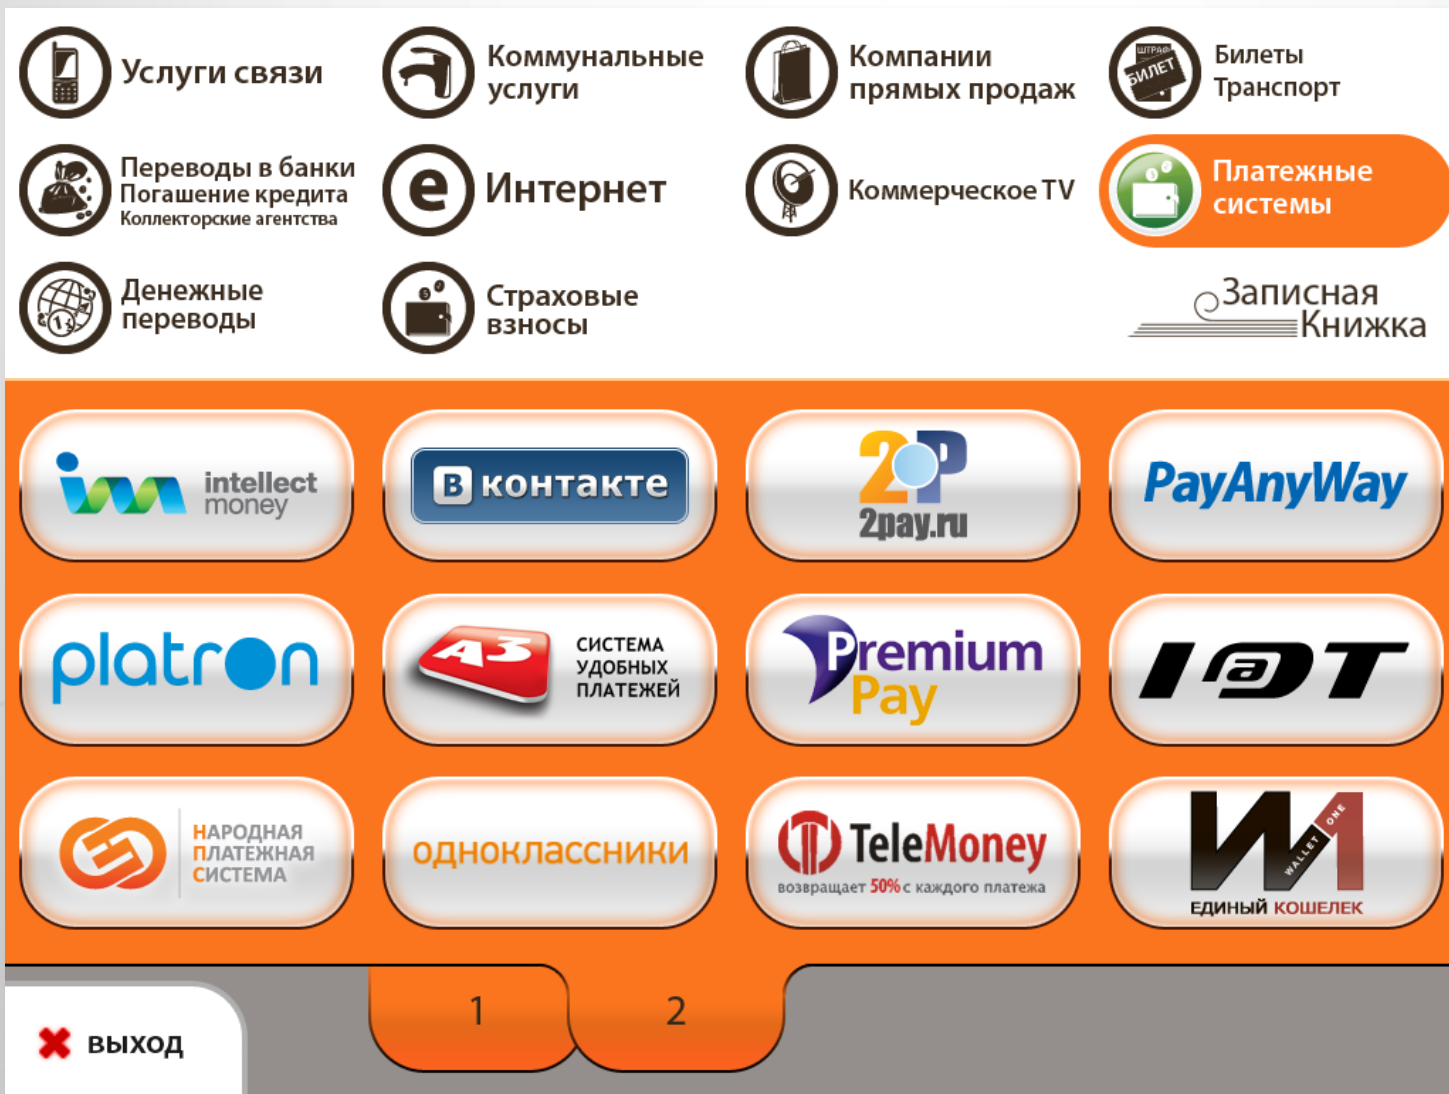 Услуги связи
Коммунальные
услуги
Компании
прямых продаж
ШТРАФ
БИЛЕТ
Билеты
Транспорт
Переводы в банки
Погашение кредита
Коллекторские агентства
e
Интернет
Коммерческое TV
Платежные
системы
Денежные
переводы
Страховые
взносы
Записная
Книжка
intellect
money
В контакте
2P
2pay.ru
PayAnyWay
platron
А3
СИСТЕМА
УДОБНЫХ
ПЛАТЕЖЕЙ
Premium
Pay
НАРОДНАЯ
ПЛАТЕЖНАЯ
СИСТЕМА
одноклассники
TeleMoney
возвращает 50% с каждого платежа
W1
WALLET ONE
ЕДИНЫЙ КОШЕЛЕК
1
2
ВЫХОД